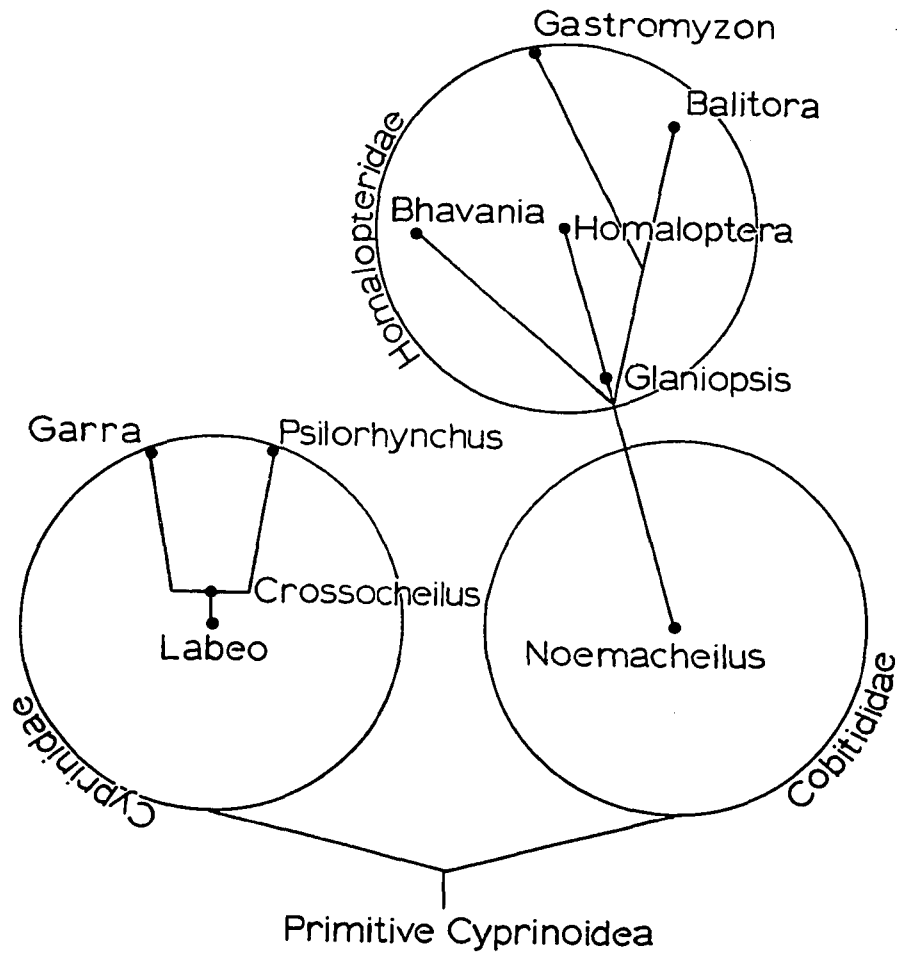 Gastromyzon
Balitora
Homalopteridae
Bhavania
Homaloptera
Glaniopsis
Garra
Psilorhynchus
Crossocheilus
Labeo
Noemacheilus
Cyprinidae
Cobitididae
Primitive Cyprinoidea